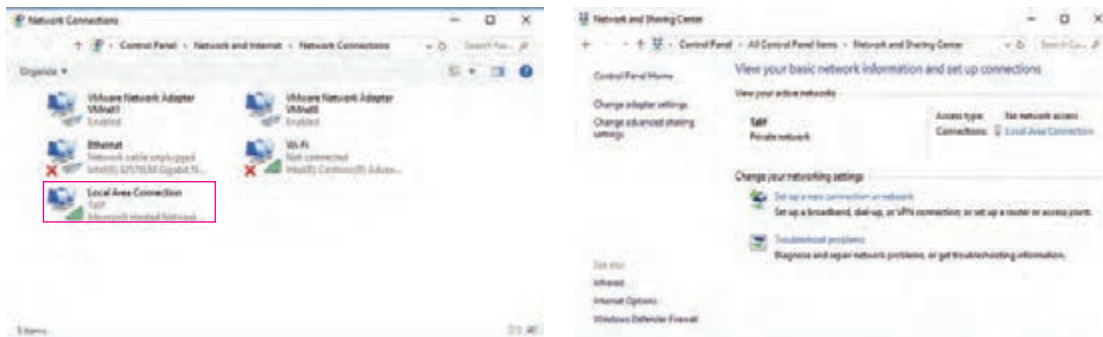 Network Connections
Control Panel › Network and Internet › Network Connections
Organize
VMware Network Adapter
VMnet1
Enabled
VMware Network Adapter
VMnet8
Enabled
Ethernet
Network cable unplugged
Intel(R) 82579LM Gigabit N...
Wi-Fi
Not connected
Intel(R) Centrino(R) Advan...
Local Area Connection
Microsoft Hosted Network...
5 items
Network and Sharing Center
Control Panel › All Control Panel Items › Network and Sharing Center
Control Panel Home
Change adapter settings
Change advanced sharing
settings
View your basic network information and set up connections
View your active networks
Private network
Access type: No network access
Connections: Local Area Connection
Change your networking settings
Set up a new connection or network
Set up a broadband, dial-up, or VPN connection; or set up a router or access point.
Troubleshoot problems
Diagnose and repair network problems, or get troubleshooting information.
See also
Infrared
Internet Options
Windows Defender Firewall